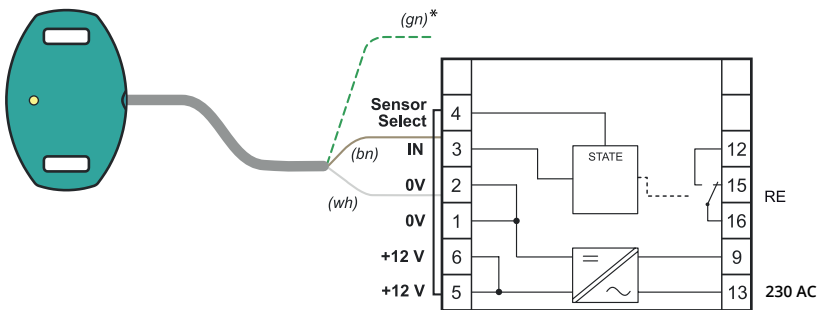 (gn)*
Sensor
Select
4
STATE
(bn)
IN
3
12
(wh)
0V
2
15
RE
0V
1
16
+12 V
6
9
+12 V
5
13
230 AC